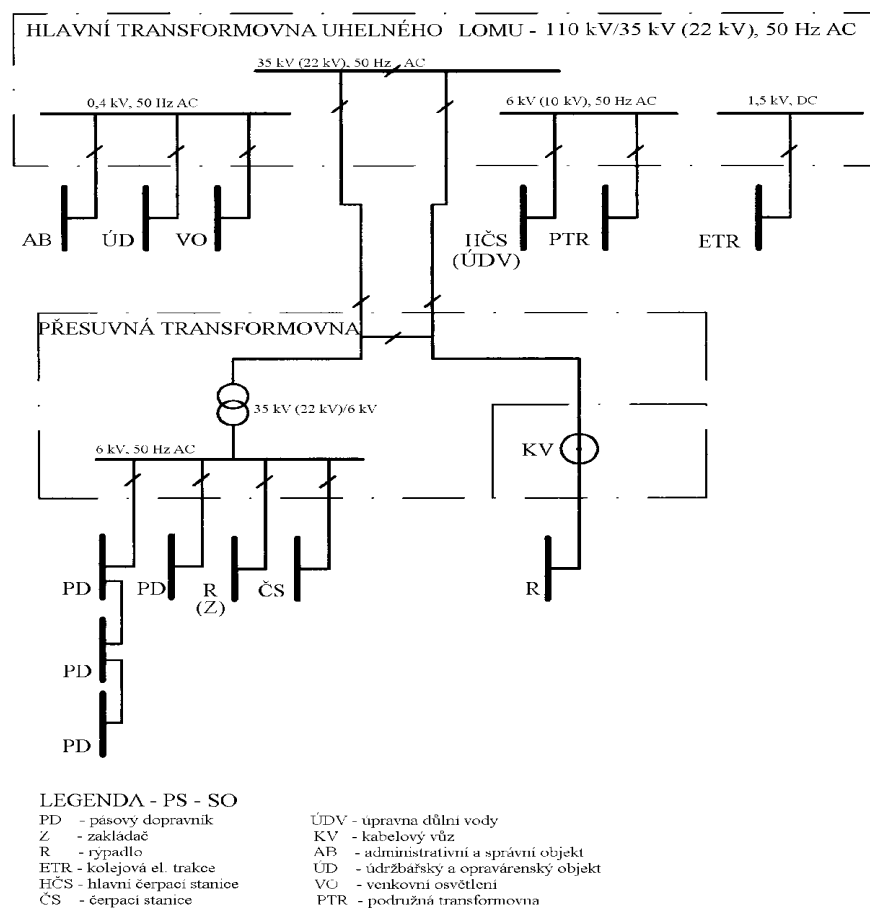 HLAVNÍ TRANSFORMOVNA UHELNÉHO LOMU - 110 kV/35 kV (22 kV), 50 Hz AC
35 kV (22 kV), 50 Hz AC
0,4 kV, 50 Hz AC
6 kV (10 kV), 50 Hz AC
1,5 kV, DC
AB
ÚD
VO
HČS
(ÚDV)
PTR
ETR
PŘESUVNÁ TRANSFORMOVNA
35 kV (22 kV)/6 kV
6 kV, 50 Hz AC
KV
PD
PD
R
(Z)
ČS
R
PD
PD
LEGENDA - PS - SO
PD - pásový dopravník
Z - zakládač
R - rýpadlo
ETR - kolejová el. trakce
HČS - hlavní čerpací stanice
ČS - čerpací stanice
ÚDV - úpravna důlní vody
KV - kabelový vůz
AB - administrativní a správní objekt
ÚD - údržbářský a opravárenský objekt
VO - venkovní osvětlení
PTR - podružná transformovna